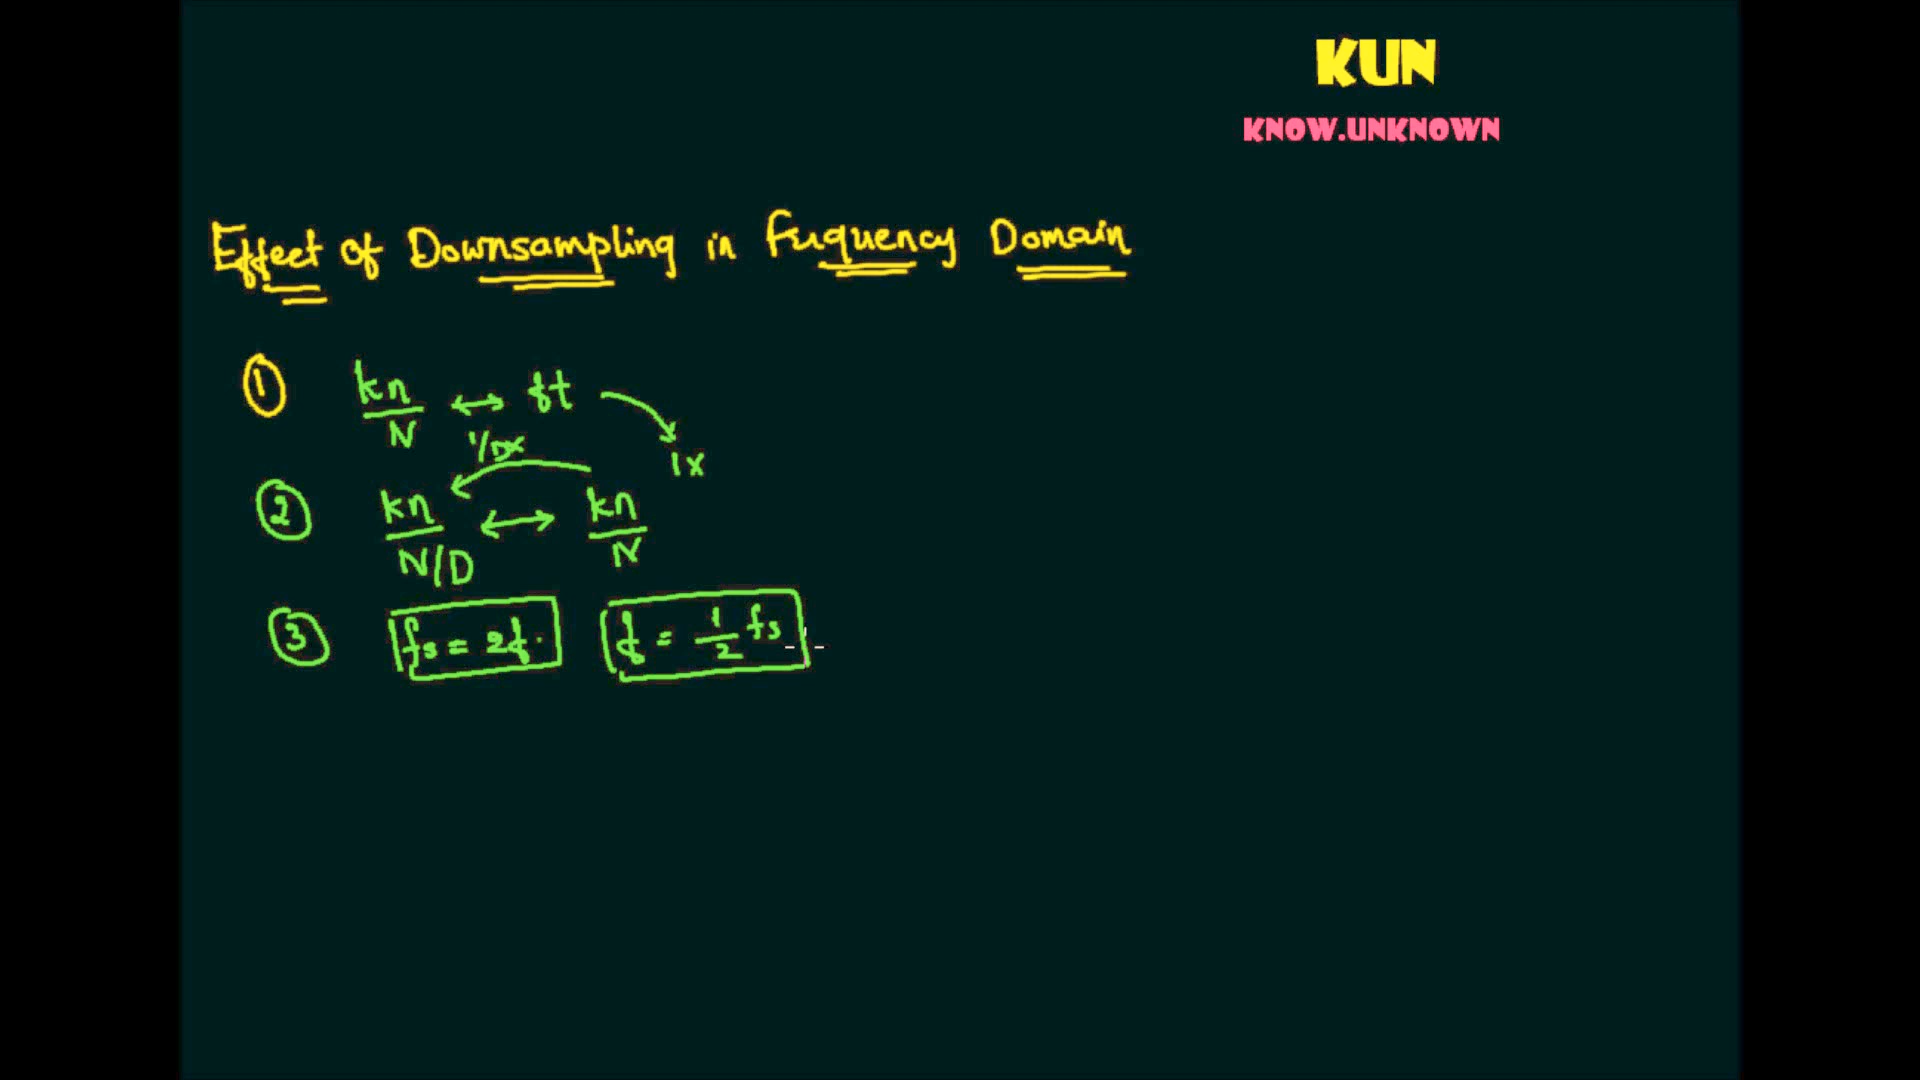 KUN
KNOW.UNKNOWN
Effect of Downsampling in Frequency Domain
① kn/N ↔ ft → 1x
② kn/(N/D) ↔ kn/N 1/Dx
③ fs = 2f. f = 1/2 fs